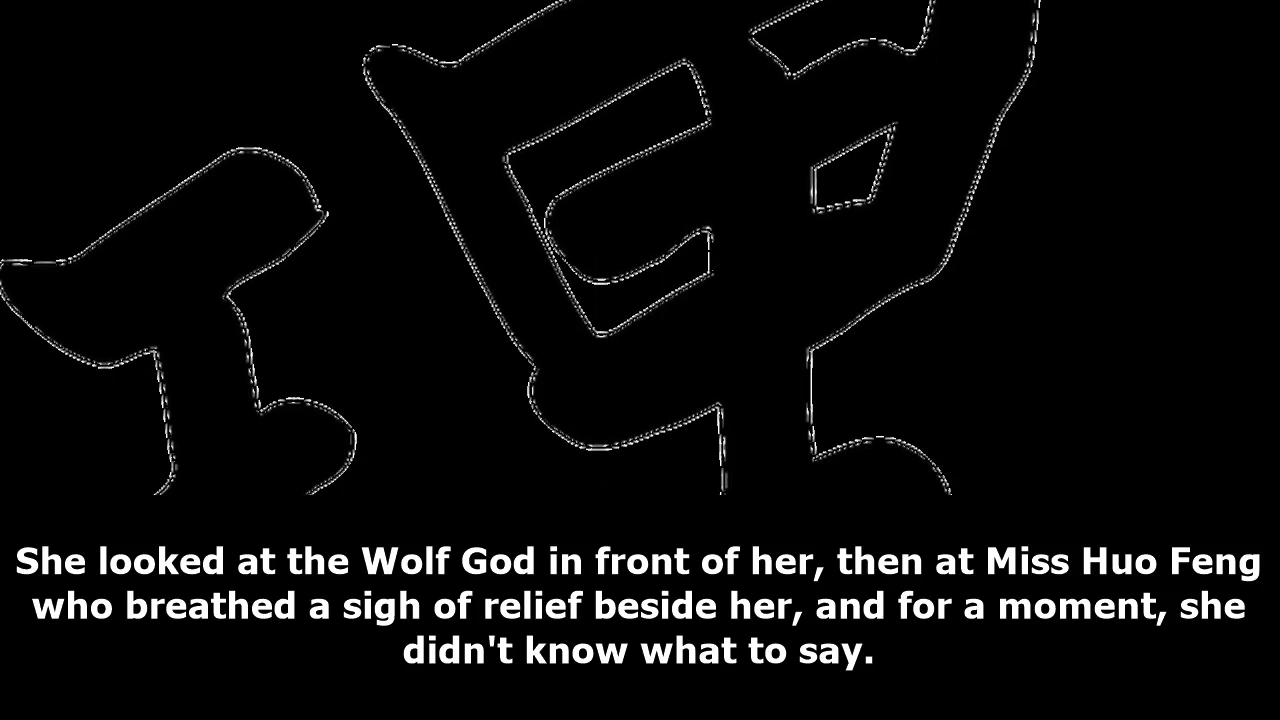 She looked at the Wolf God in front of her, then at Miss Huo Feng
who breathed a sigh of relief beside her, and for a moment, she
didn't know what to say.